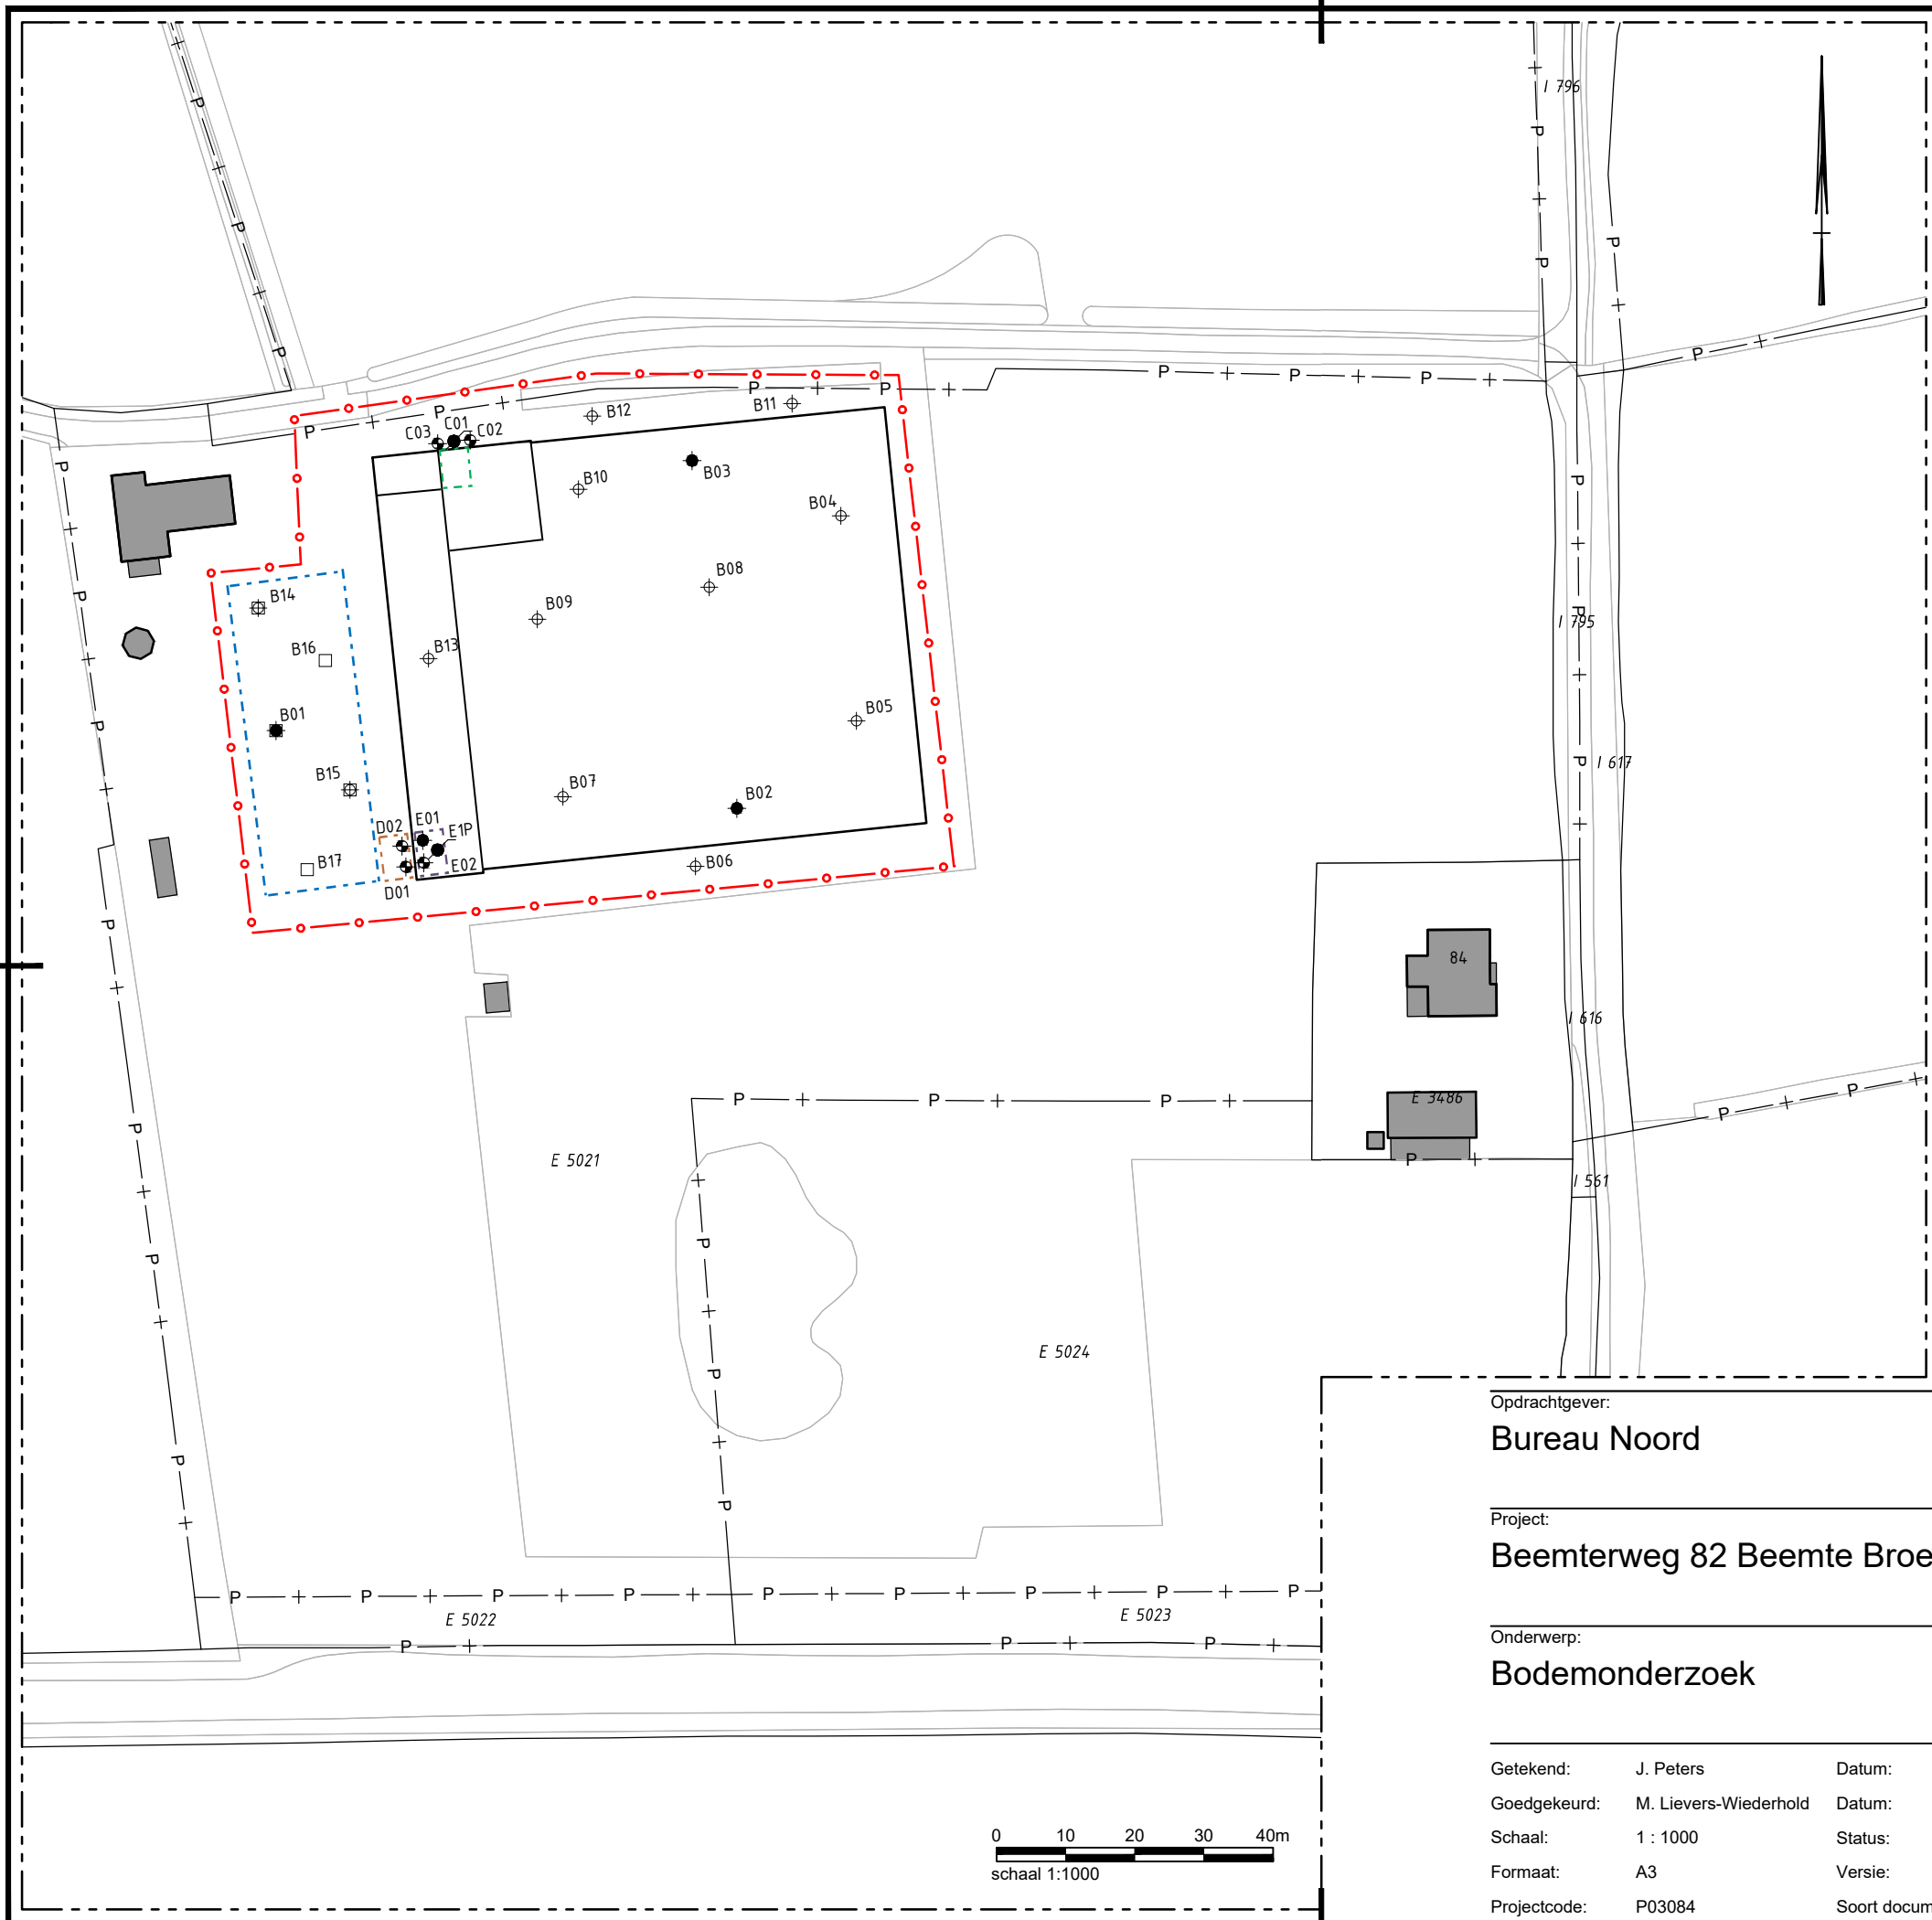 I 796
B12
B11
C03
C01
C02
B03
B10
B04
B08
B14
B09
I 795
B16
B13
B01
B05
I 617
B15
B07
B02
D02
E01
E1P
B17
E02
B06
D01
84
I 616
E 3486
E 5021
I 561
E 5024
E 5022
E 5023
Opdrachtgever:
Bureau Noord
Project:
Beemterweg 82 Beemte Broe
Onderwerp:
Bodemonderzoek
Getekend: J. Peters Datum:
Goedgekeurd: M. Lievers-Wiederhold Datum:
Schaal: 1 : 1000 Status:
Formaat: A3 Versie:
Projectcode: P03084 Soort docum
0 10 20 30 40m
schaal 1:1000